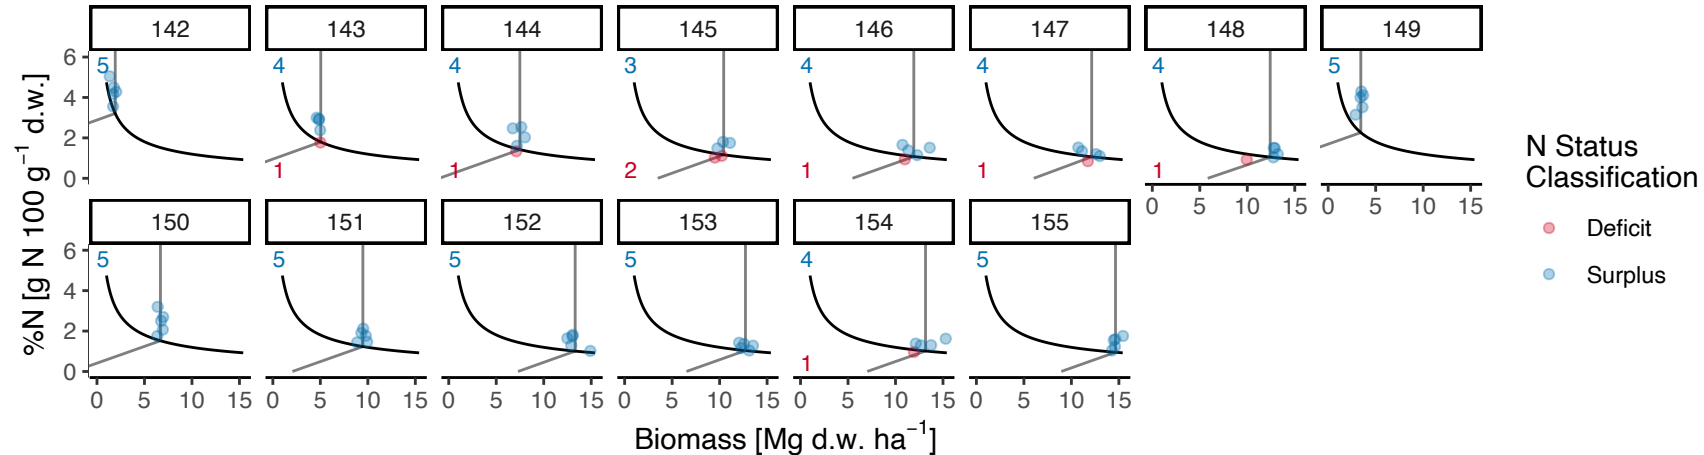 142 143 144 145 146 147 148 149
6 5 4 4 3 4 4 4 5
4
2
0 1 1 2 1 1 1
0 5 10 15 0 5 10 15
150 151 152 153 154 155
6 5 5 5 5 4 5
4
2
0 1
0 5 10 15 0 5 10 15 0 5 10 15 0 5 10 15 0 5 10 15 0 5 10 15
%N [g N 100 g⁻¹ d.w.]
Biomass [Mg d.w. ha⁻¹]
N Status
Classification
Deficit
Surplus